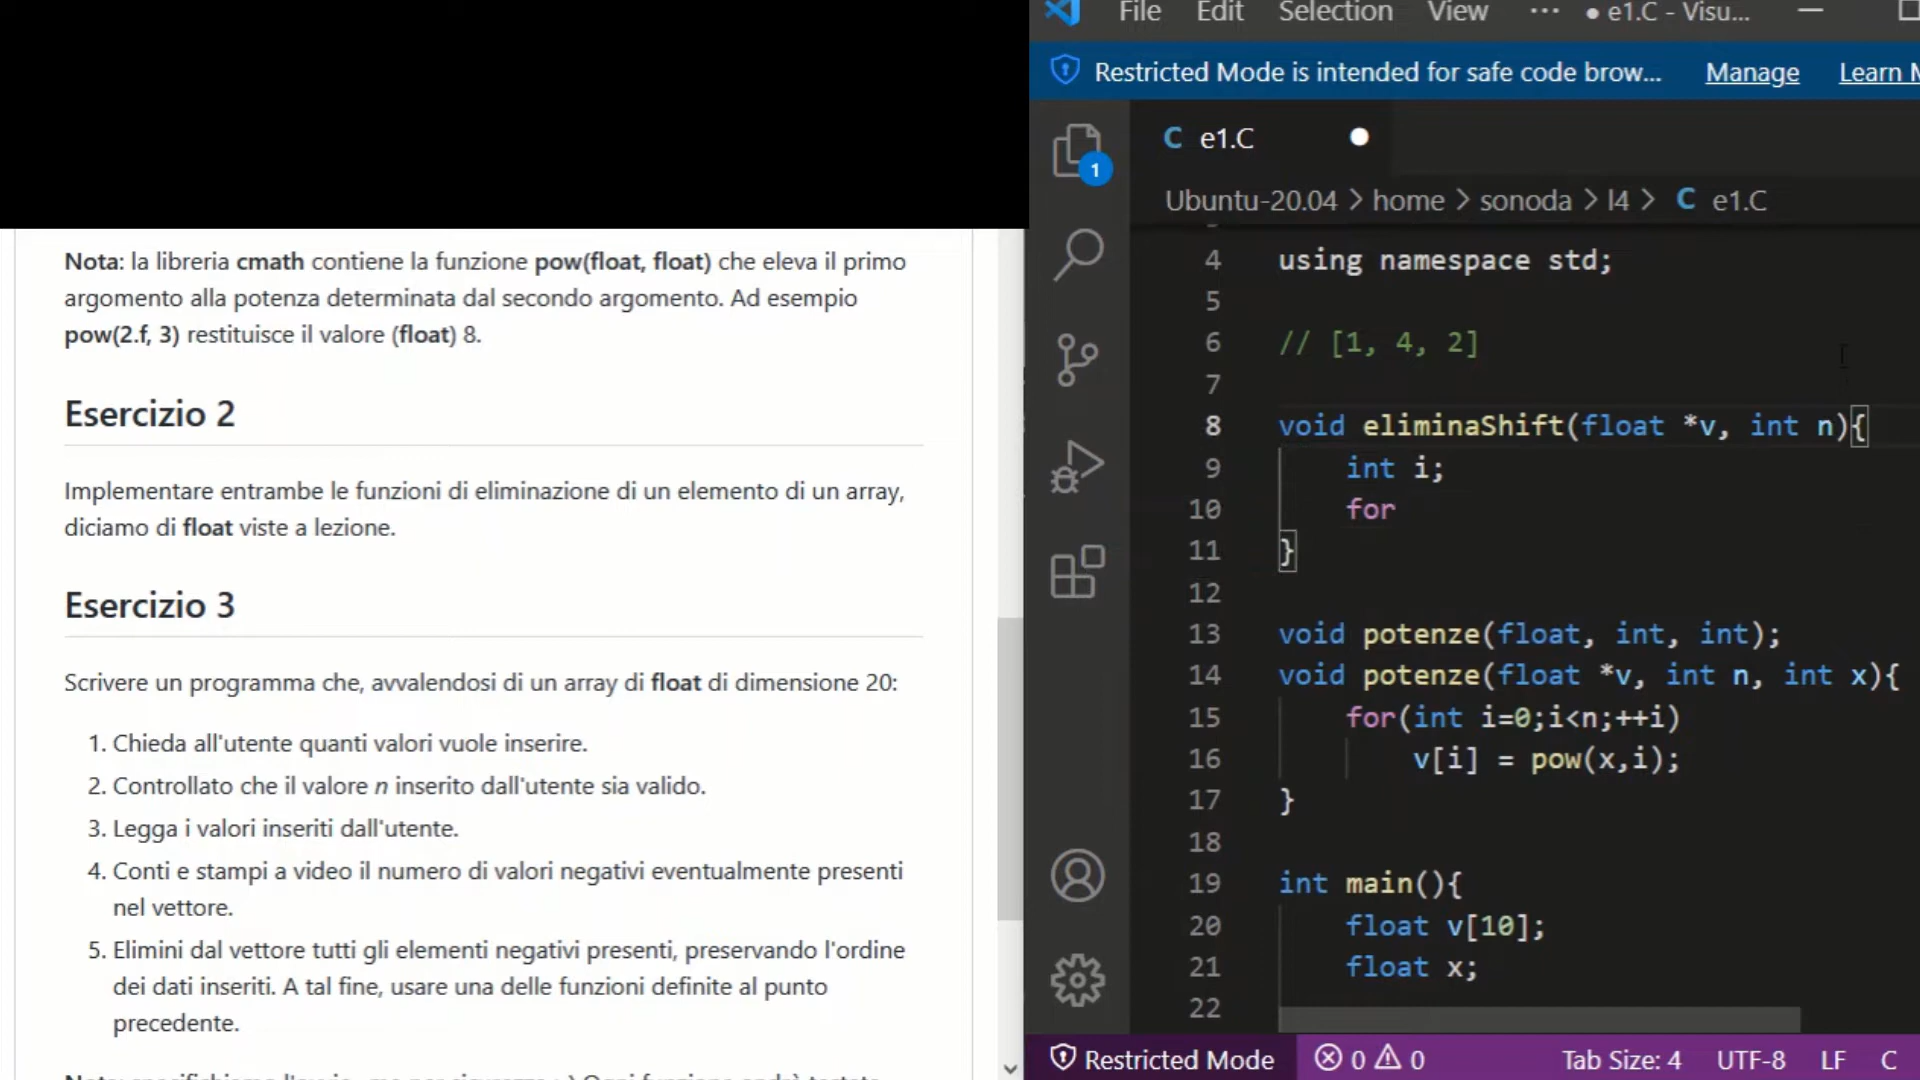 Nota: la libreria cmath contiene la funzione pow(float, float) che eleva il primo
argomento alla potenza determinata dal secondo argomento. Ad esempio
pow(2.f, 3) restituisce il valore (float) 8.
Esercizio 2
Implementare entrambe le funzioni di eliminazione di un elemento di un array,
diciamo di float viste a lezione.
Esercizio 3
Scrivere un programma che, avvalendosi di un array di float di dimensione 20:
1. Chieda all'utente quanti valori vuole inserire.
2. Controllato che il valore n inserito dall'utente sia valido.
3. Legga i valori inseriti dall'utente.
4. Conti e stampi a video il numero di valori negativi eventualmente presenti
nel vettore.
5. Elimini dal vettore tutti gli elementi negativi presenti, preservando l'ordine
dei dati inseriti. A tal fine, usare una delle funzioni definite al punto
precedente.
File Edit Selection View ··· ● e1.C - Visu...
Restricted Mode is intended for safe code brow... Manage Learn M
1
C e1.C ●
Ubuntu-20.04 > home > sonoda > l4 > C e1.C
4 using namespace std;
5
6 // [1, 4, 2]
7
8 void eliminaShift(float *v, int n){
9 int i;
10 for
11 }
12
13 void potenze(float, int, int);
14 void potenze(float *v, int n, int x){
15 for(int i=0;i<n;++i)
16 v[i] = pow(x,i);
17 }
18
19 int main(){
20 float v[10];
21 float x;
22
Restricted Mode 0 0 Tab Size: 4 UTF-8 LF C